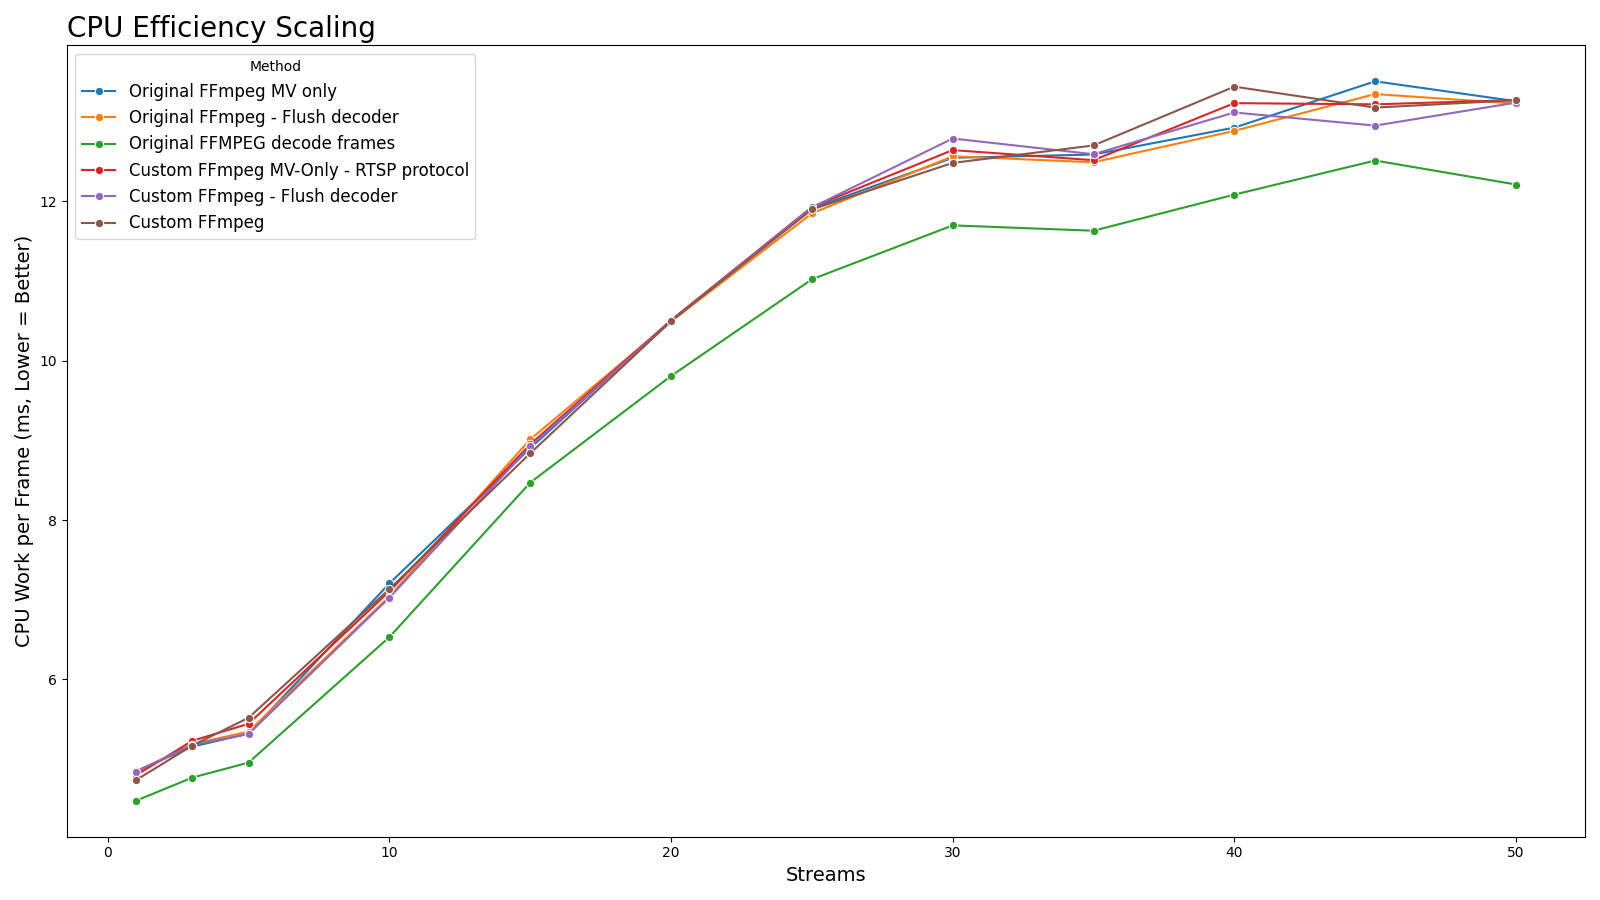 CPU Efficiency Scaling
Method
Original FFmpeg MV only
Original FFmpeg - Flush decoder
Original FFMPEG decode frames
Custom FFmpeg MV-Only - RTSP protocol
Custom FFmpeg - Flush decoder
Custom FFmpeg
CPU Work per Frame (ms, Lower = Better)
12
10
8
6
0
10
20
30
40
50
Streams